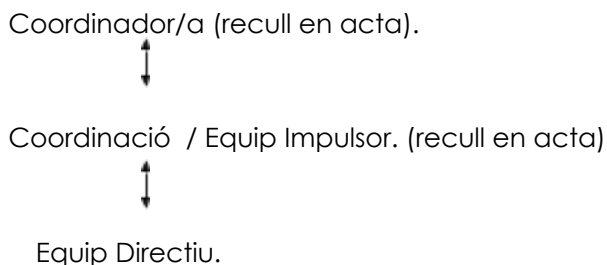 Coordinador/a (recull en acta).
Coordinació / Equip Impulsor. (recull en acta)
Equip Directiu.